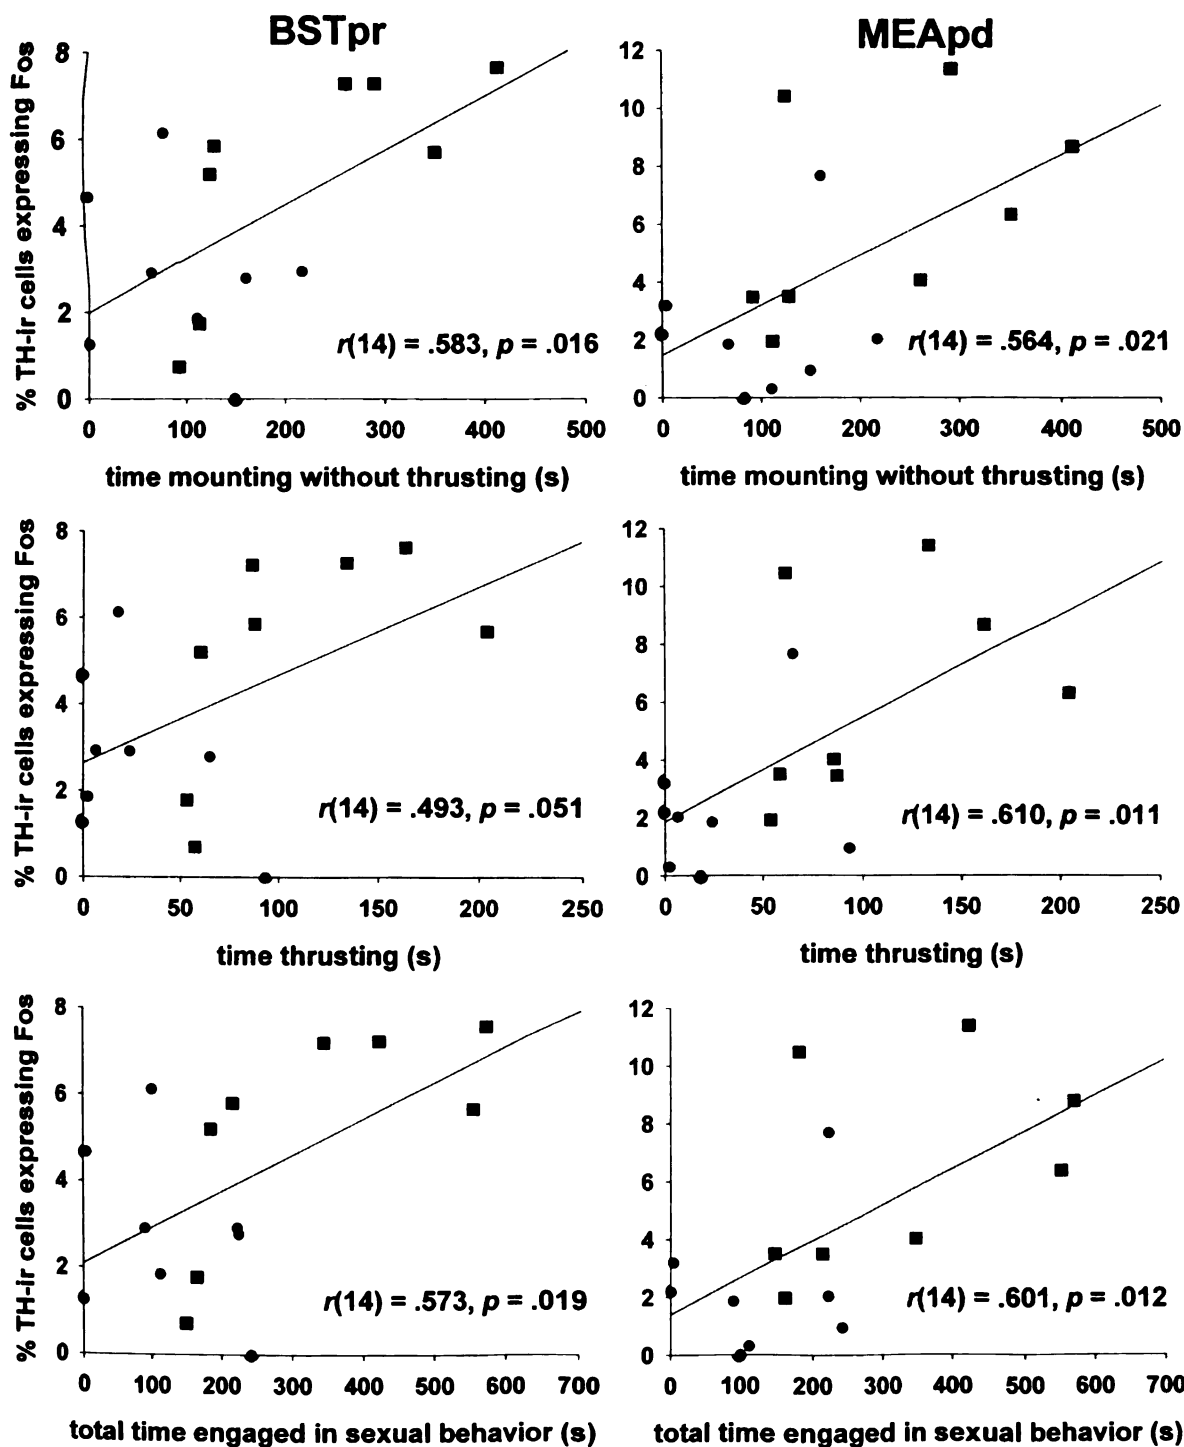 BSTpr
MEApd
% TH-ir cells expressing Fos
8
6
4
2
0
r(14) = .583, p = .016
0 100 200 300 400 500
time mounting without thrusting (s)
12
10
8
6
4
2
0
r(14) = .564, p = .021
0 100 200 300 400 500
time mounting without thrusting (s)
% TH-ir cells expressing Fos
8
6
4
2
0
r(14) = .493, p = .051
0 50 100 150 200 250
time thrusting (s)
12
10
8
6
4
2
0
r(14) = .610, p = .011
0 50 100 150 200 250
time thrusting (s)
% TH-ir cells expressing Fos
8
6
4
2
0
r(14) = .573, p = .019
0 100 200 300 400 500 600 700
total time engaged in sexual behavior (s)
12
10
8
6
4
2
0
r(14) = .601, p = .012
0 100 200 300 400 500 600 700
total time engaged in sexual behavior (s)